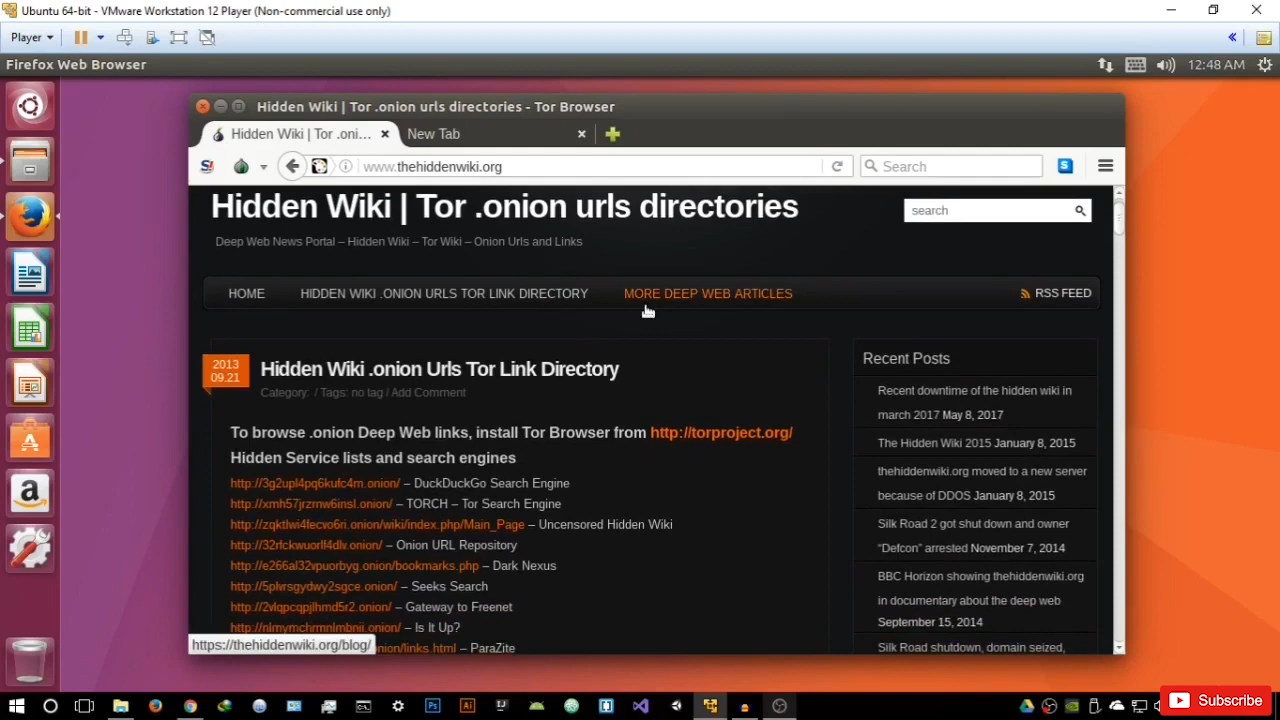 Ubuntu 64-bit - VMware Workstation 12 Player (Non-commercial use only)
Player
Firefox Web Browser
12:48 AM
Hidden Wiki | Tor .onion urls directories - Tor Browser
Hidden Wiki | Tor .oni...
New Tab
www.thehiddenwiki.org
Search
Hidden Wiki | Tor .onion urls directories
search
Deep Web News Portal – Hidden Wiki – Tor Wiki – Onion Urls and Links
HOME
HIDDEN WIKI .ONION URLS TOR LINK DIRECTORY
MORE DEEP WEB ARTICLES
RSS FEED
2013
09.21
Hidden Wiki .onion Urls Tor Link Directory
Category: / Tags: no tag / Add Comment
To browse .onion Deep Web links, install Tor Browser from http://torproject.org/
Hidden Service lists and search engines
http://3g2upl4pq6kufc4m.onion/ – DuckDuckGo Search Engine
http://xmh57jrzrnw6insl.onion/ – TORCH – Tor Search Engine
http://zqktlwi4fecvo6ri.onion/wiki/index.php/Main_Page – Uncensored Hidden Wiki
http://32rfckwuorlf4dlv.onion/ – Onion URL Repository
http://e266al32vpuorbyg.onion/bookmarks.php – Dark Nexus
http://5plvrsgydwy2sgce.onion/ – Seeks Search
http://2vlqpcqpjlhmd5r2.onion/ – Gateway to Freenet
http://nlmymchrmnlmbnii.onion/ – Is It Up?
onion/links.html – ParaZite
https://thehiddenwiki.org/blog/
Recent Posts
Recent downtime of the hidden wiki in
march 2017 May 8, 2017
The Hidden Wiki 2015 January 8, 2015
thehiddenwiki.org moved to a new server
because of DDOS January 8, 2015
Silk Road 2 got shut down and owner
“Defcon” arrested November 7, 2014
BBC Horizon showing thehiddenwiki.org
in documentary about the deep web
September 15, 2014
Silk Road shutdown, domain seized,
Subscribe